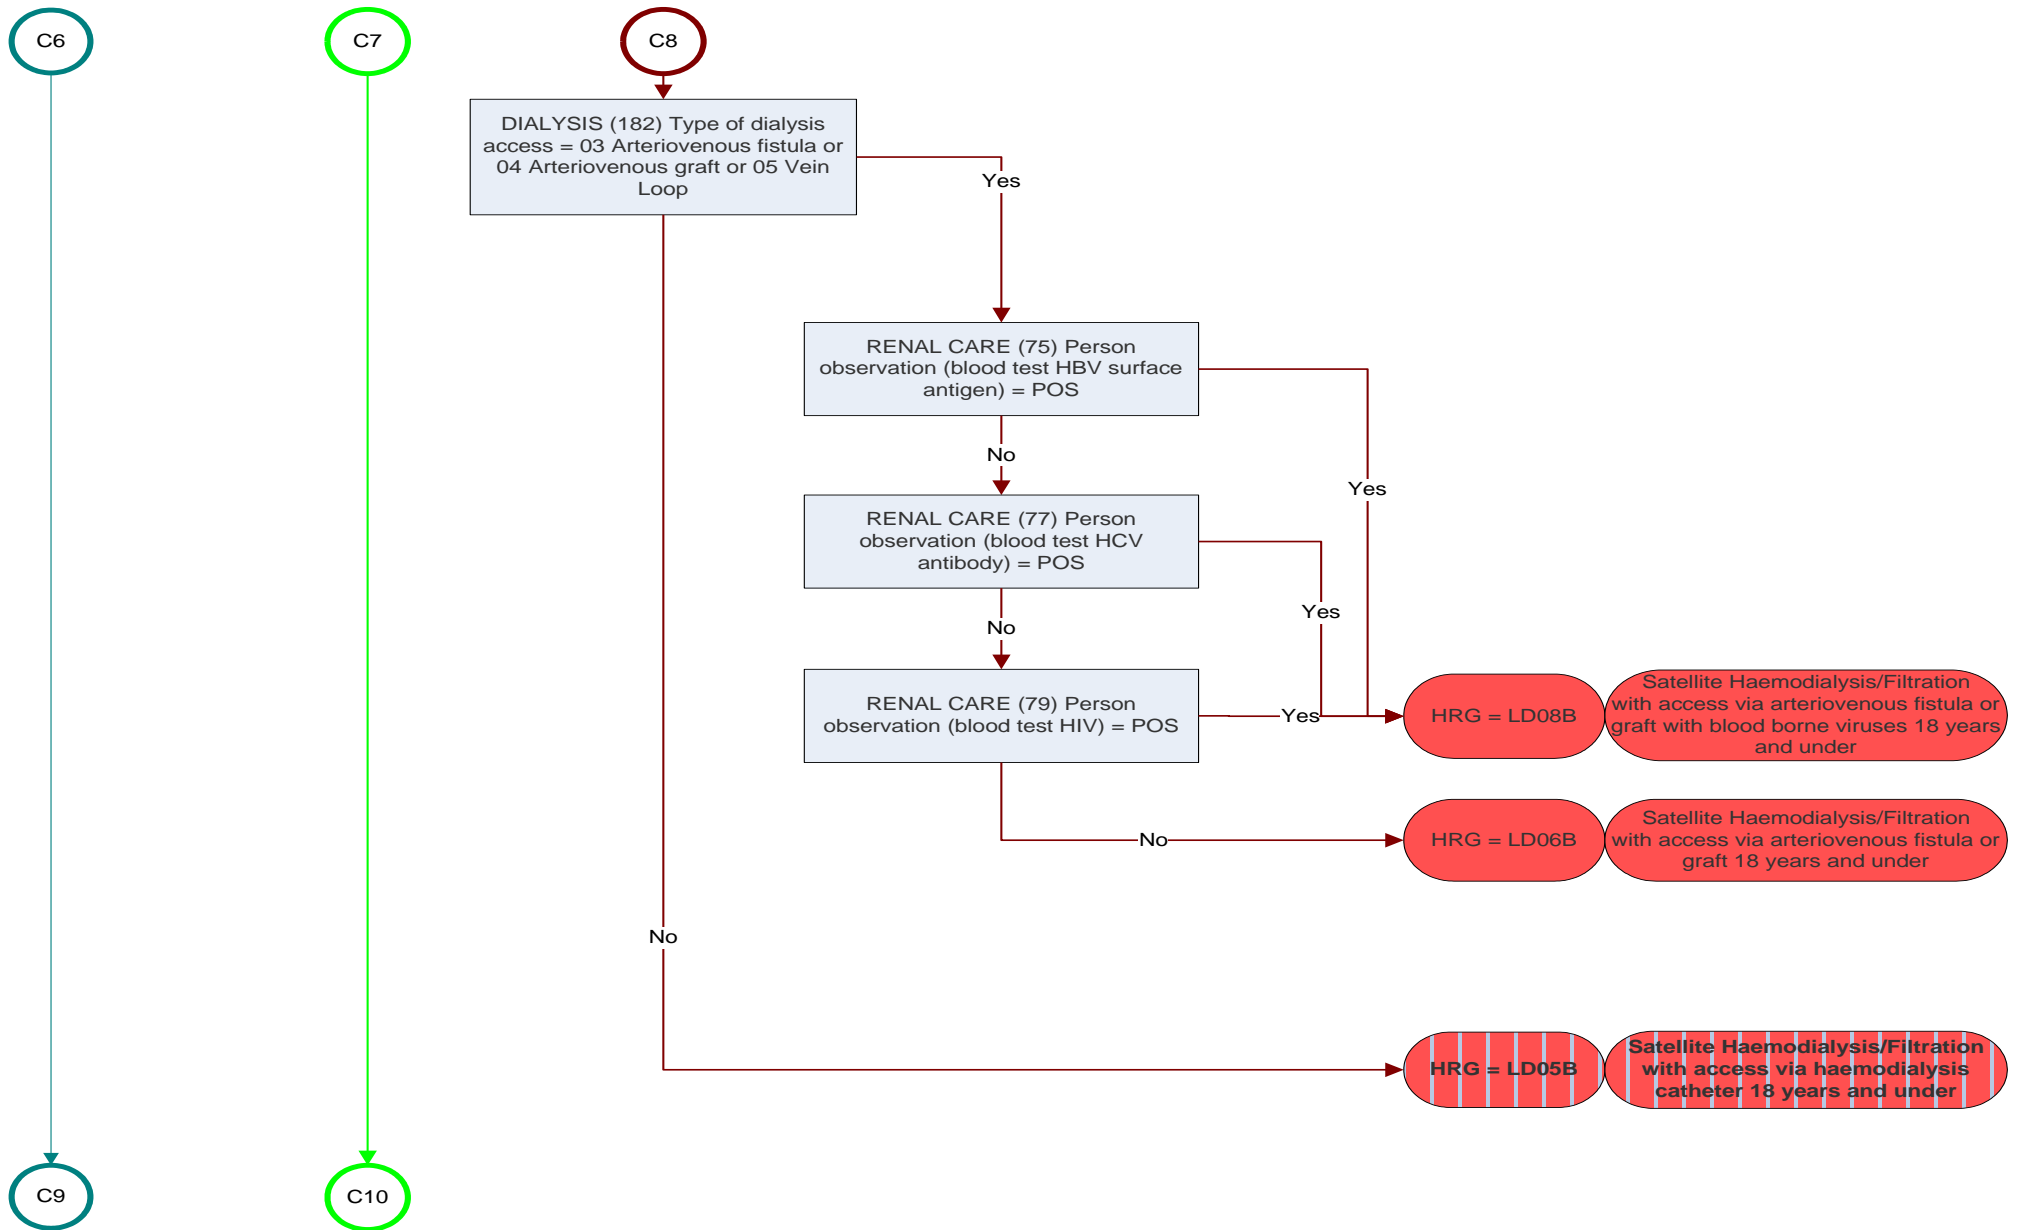 C6
C7
C8
DIALYSIS (182) Type of dialysis
access = 03 Arteriovenous fistula or
04 Arteriovenous graft or 05 Vein
Loop
Yes
RENAL CARE (75) Person
observation (blood test HBV surface
antigen) = POS
No
Yes
RENAL CARE (77) Person
observation (blood test HCV
antibody) = POS
Yes
No
RENAL CARE (79) Person
observation (blood test HIV) = POS
Yes
HRG = LD08B
Satellite Haemodialysis/Filtration
with access via arteriovenous fistula or
graft with blood borne viruses 18 years
and under
No
HRG = LD06B
Satellite Haemodialysis/Filtration
with access via arteriovenous fistula or
graft 18 years and under
No
HRG = LD05B
Satellite Haemodialysis/Filtration
with access via haemodialysis
catheter 18 years and under
C9
C10